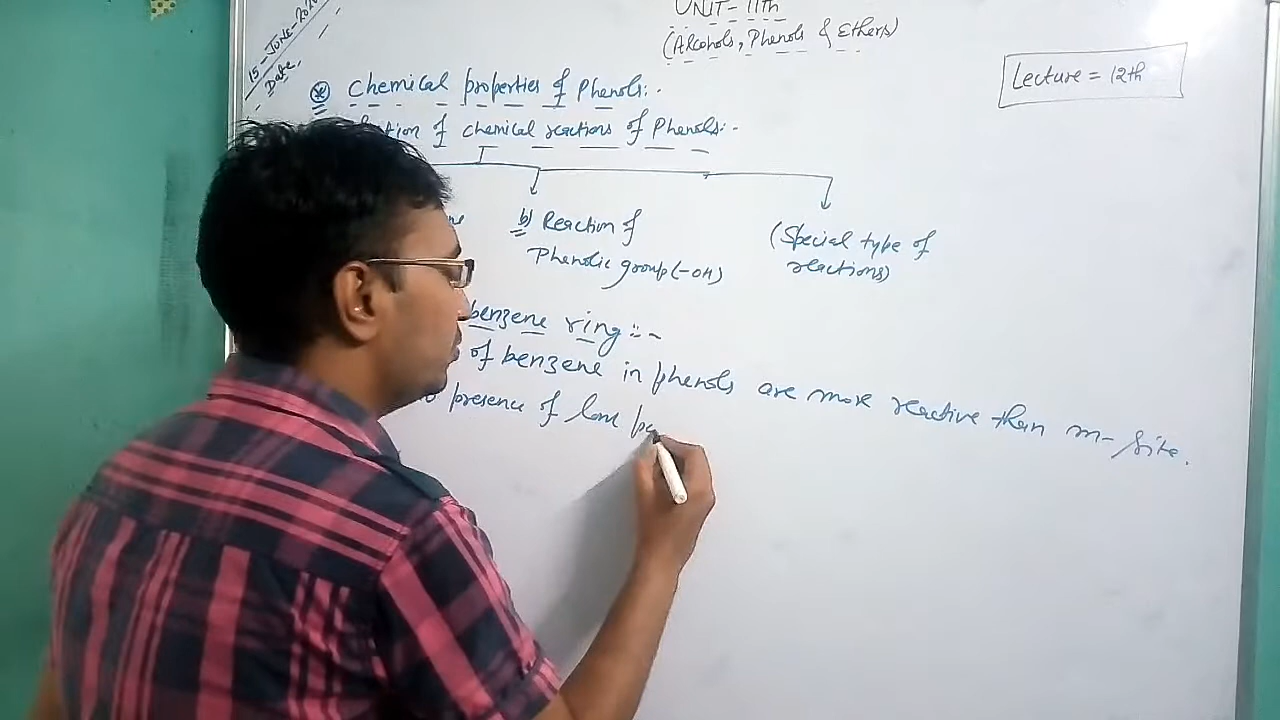 15-JUNE-2020
Date,
UNIT-11th
(Alcohols, Phenols & Ethers)
Lecture = 12th
* Chemical properties of Phenols:-
of chemical reactions of Phenols:-
b) Reaction of
Phenolic group (-OH)
(Special type of
reactions)
benzene ring :-
of benzene in phenols are more reactive than m- site.
presence of lone pa